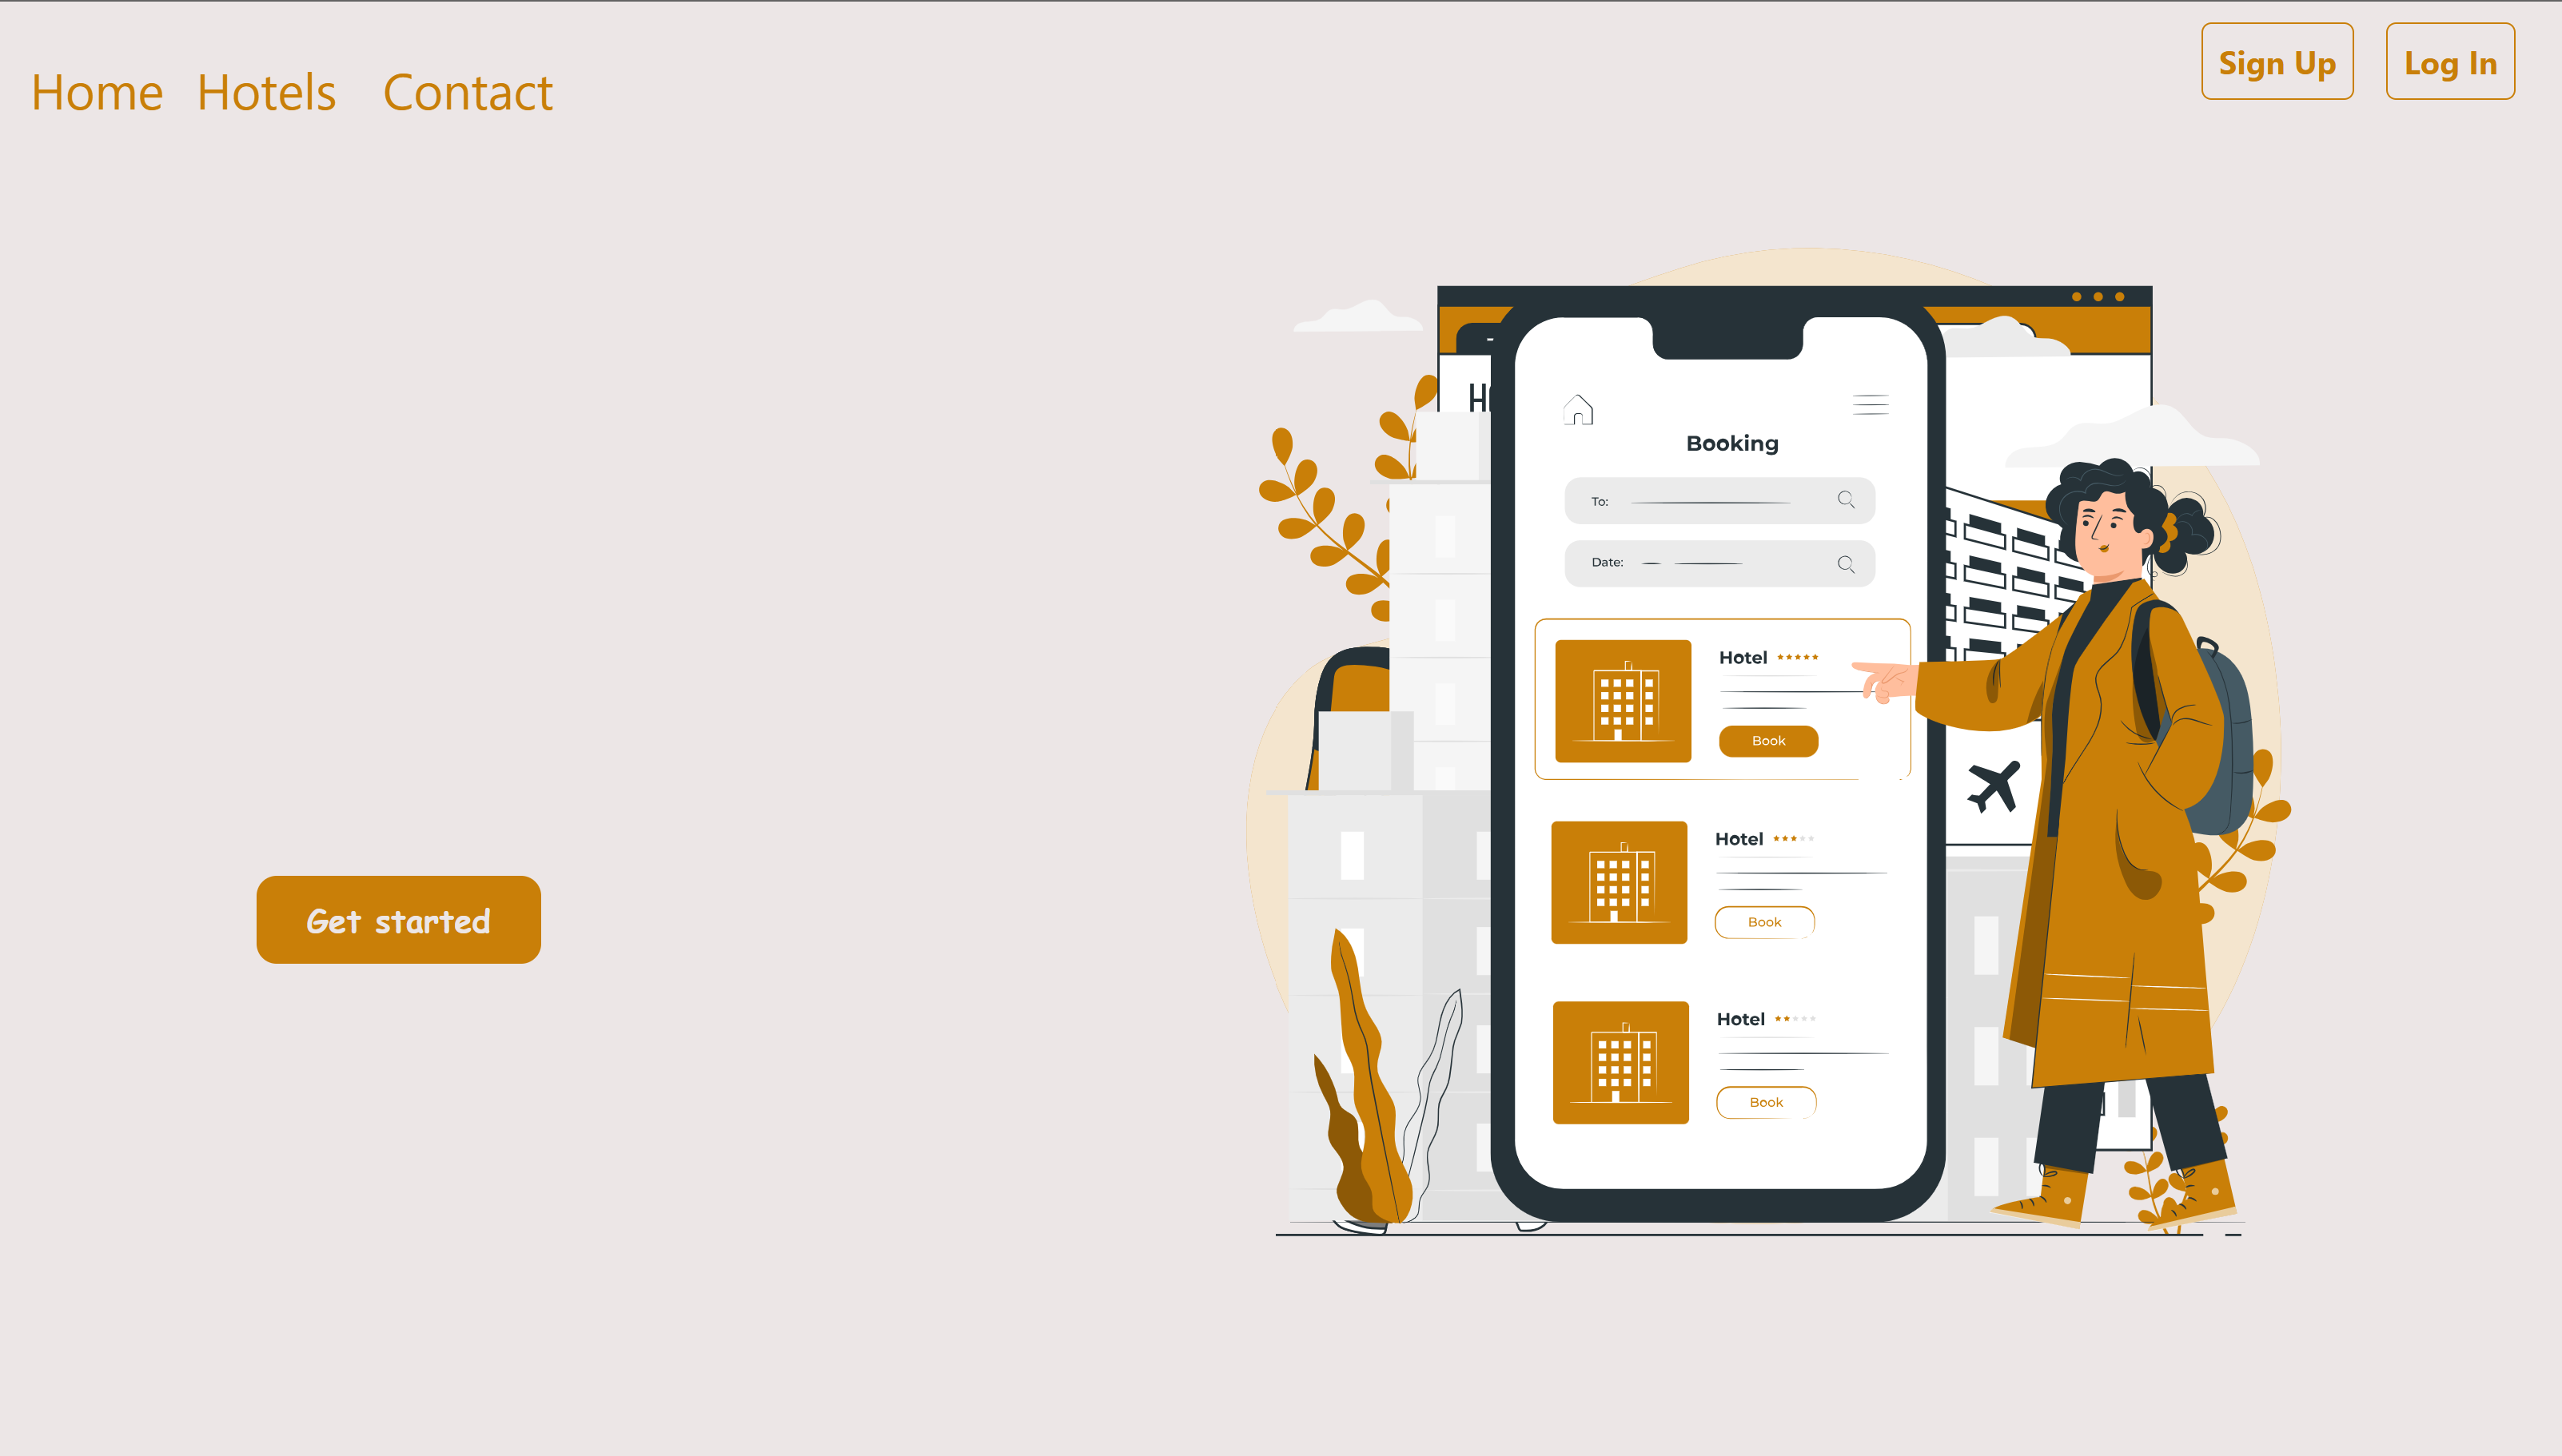 Home Hotels Contact
Sign Up Log In
Booking
To:
Date:
Hotel
Book
Hotel
Book
Hotel
Book
Get started